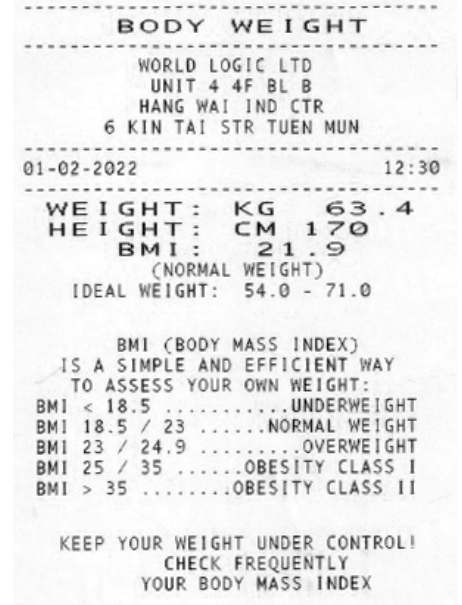 BODY WEIGHT
WORLD LOGIC LTD
UNIT 4 4F BL B
HANG WAI IND CTR
6 KIN TAI STR TUEN MUN
01-02-2022 12:30
WEIGHT: KG 63.4
HEIGHT: CM 170
BMI: 21.9
(NORMAL WEIGHT)
IDEAL WEIGHT: 54.0 - 71.0
BMI (BODY MASS INDEX)
IS A SIMPLE AND EFFICIENT WAY
TO ASSESS YOUR OWN WEIGHT:
BMI < 18.5 ...........UNDERWEIGHT
BMI 18.5 / 23 ......NORMAL WEIGHT
BMI 23 / 24.9 .........OVERWEIGHT
BMI 25 / 35 ......OBESITY CLASS I
BMI > 35 ........OBESITY CLASS II
KEEP YOUR WEIGHT UNDER CONTROL!
CHECK FREQUENTLY
YOUR BODY MASS INDEX